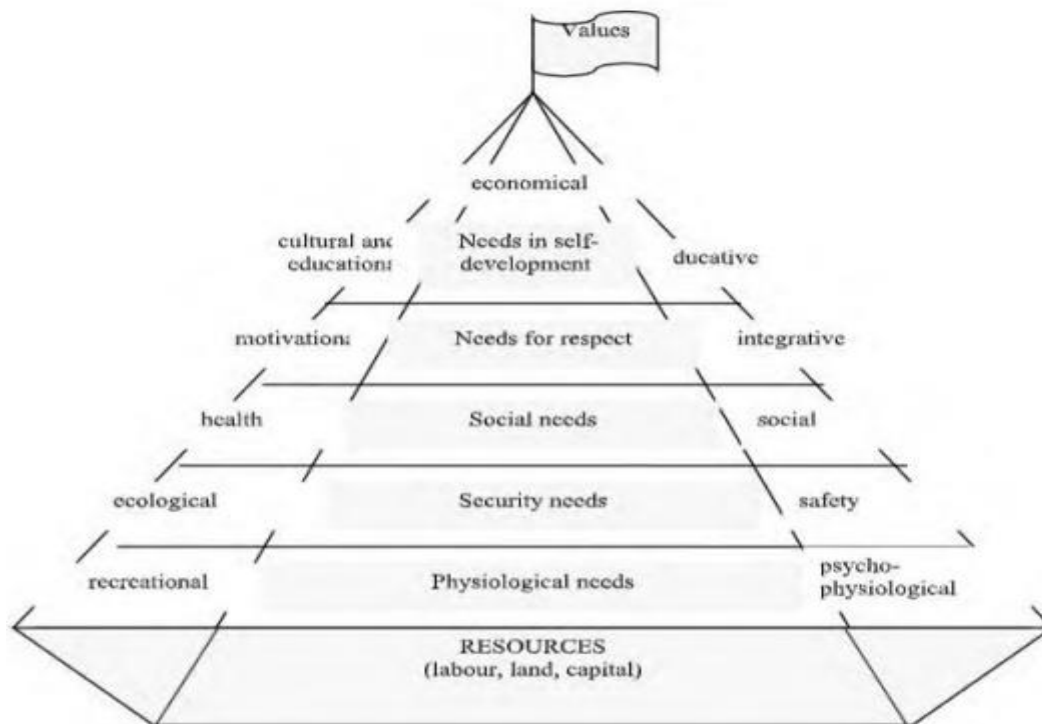 Values
economical
cultural and
educationa
Needs in self-
development
ducative
motivationa
Needs for respect
integrative
health
Social needs
social
ecological
Security needs
safety
recreational
Physiological needs
psycho-
physiological
RESOURCES
(labour, land, capital)